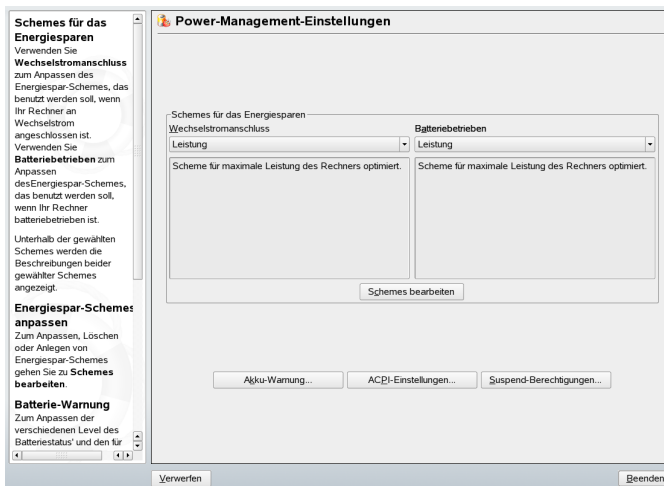 Schemes für das
Energiesparen
Verwenden Sie
Wechselstromanschluss
zum Anpassen des
Energiespar-Schemes, das
benutzt werden soll, wenn
Ihr Rechner an
Wechselstrom
angeschlossen ist.
Verwenden Sie
Batteriebetrieben zum
Anpassen
desEnergiespar-Schemes,
das benutzt werden soll,
wenn Ihr Rechner
batteriebetrieben ist.
Unterhalb der gewählten
Schemes werden die
Beschreibungen beider
gewählter Schemes
angezeigt.
Energiespar-Schemes
anpassen
Zum Anpassen, Löschen
oder Anlegen von
Energiespar-Schemes
gehen Sie zu Schemes
bearbeiten.
Batterie-Warnung
Zum Anpassen der
verschiedenen Level des
Batteriestatus' und den für
Power-Management-Einstellungen
Schemes für das Energiesparen
Wechselstromanschluss
Batteriebetrieben
Leistung
Leistung
Scheme für maximale Leistung des Rechners optimiert.
Scheme für maximale Leistung des Rechners optimiert.
Schemes bearbeiten
Akku-Warnung...
ACPI-Einstellungen...
Suspend-Berechtigungen...
Verwerfen
Beenden